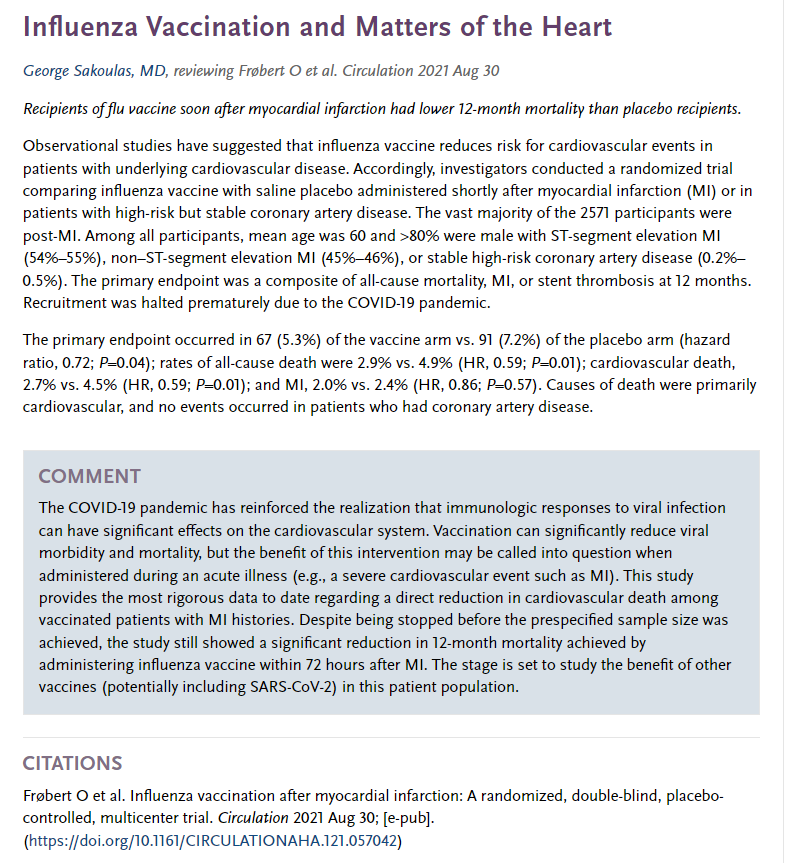 Influenza Vaccination and Matters of the Heart
George Sakoulas, MD, reviewing Frøbert O et al. Circulation 2021 Aug 30
Recipients of flu vaccine soon after myocardial infarction had lower 12-month mortality than placebo recipients.
Observational studies have suggested that influenza vaccine reduces risk for cardiovascular events in
patients with underlying cardiovascular disease. Accordingly, investigators conducted a randomized trial
comparing influenza vaccine with saline placebo administered shortly after myocardial infarction (MI) or in
patients with high-risk but stable coronary artery disease. The vast majority of the 2571 participants were
post-MI. Among all participants, mean age was 60 and >80% were male with ST-segment elevation MI
(54%–55%), non–ST-segment elevation MI (45%–46%), or stable high-risk coronary artery disease (0.2%–
0.5%). The primary endpoint was a composite of all-cause mortality, MI, or stent thrombosis at 12 months.
Recruitment was halted prematurely due to the COVID-19 pandemic.
The primary endpoint occurred in 67 (5.3%) of the vaccine arm vs. 91 (7.2%) of the placebo arm (hazard
ratio, 0.72; P=0.04); rates of all-cause death were 2.9% vs. 4.9% (HR, 0.59; P=0.01); cardiovascular death,
2.7% vs. 4.5% (HR, 0.59; P=0.01); and MI, 2.0% vs. 2.4% (HR, 0.86; P=0.57). Causes of death were primarily
cardiovascular, and no events occurred in patients who had coronary artery disease.
COMMENT
The COVID-19 pandemic has reinforced the realization that immunologic responses to viral infection
can have significant effects on the cardiovascular system. Vaccination can significantly reduce viral
morbidity and mortality, but the benefit of this intervention may be called into question when
administered during an acute illness (e.g., a severe cardiovascular event such as MI). This study
provides the most rigorous data to date regarding a direct reduction in cardiovascular death among
vaccinated patients with MI histories. Despite being stopped before the prespecified sample size was
achieved, the study still showed a significant reduction in 12-month mortality achieved by
administering influenza vaccine within 72 hours after MI. The stage is set to study the benefit of other
vaccines (potentially including SARS-CoV-2) in this patient population.
CITATIONS
Frøbert O et al. Influenza vaccination after myocardial infarction: A randomized, double-blind, placebo-
controlled, multicenter trial. Circulation 2021 Aug 30; [e-pub].
(https://doi.org/10.1161/CIRCULATIONAHA.121.057042)